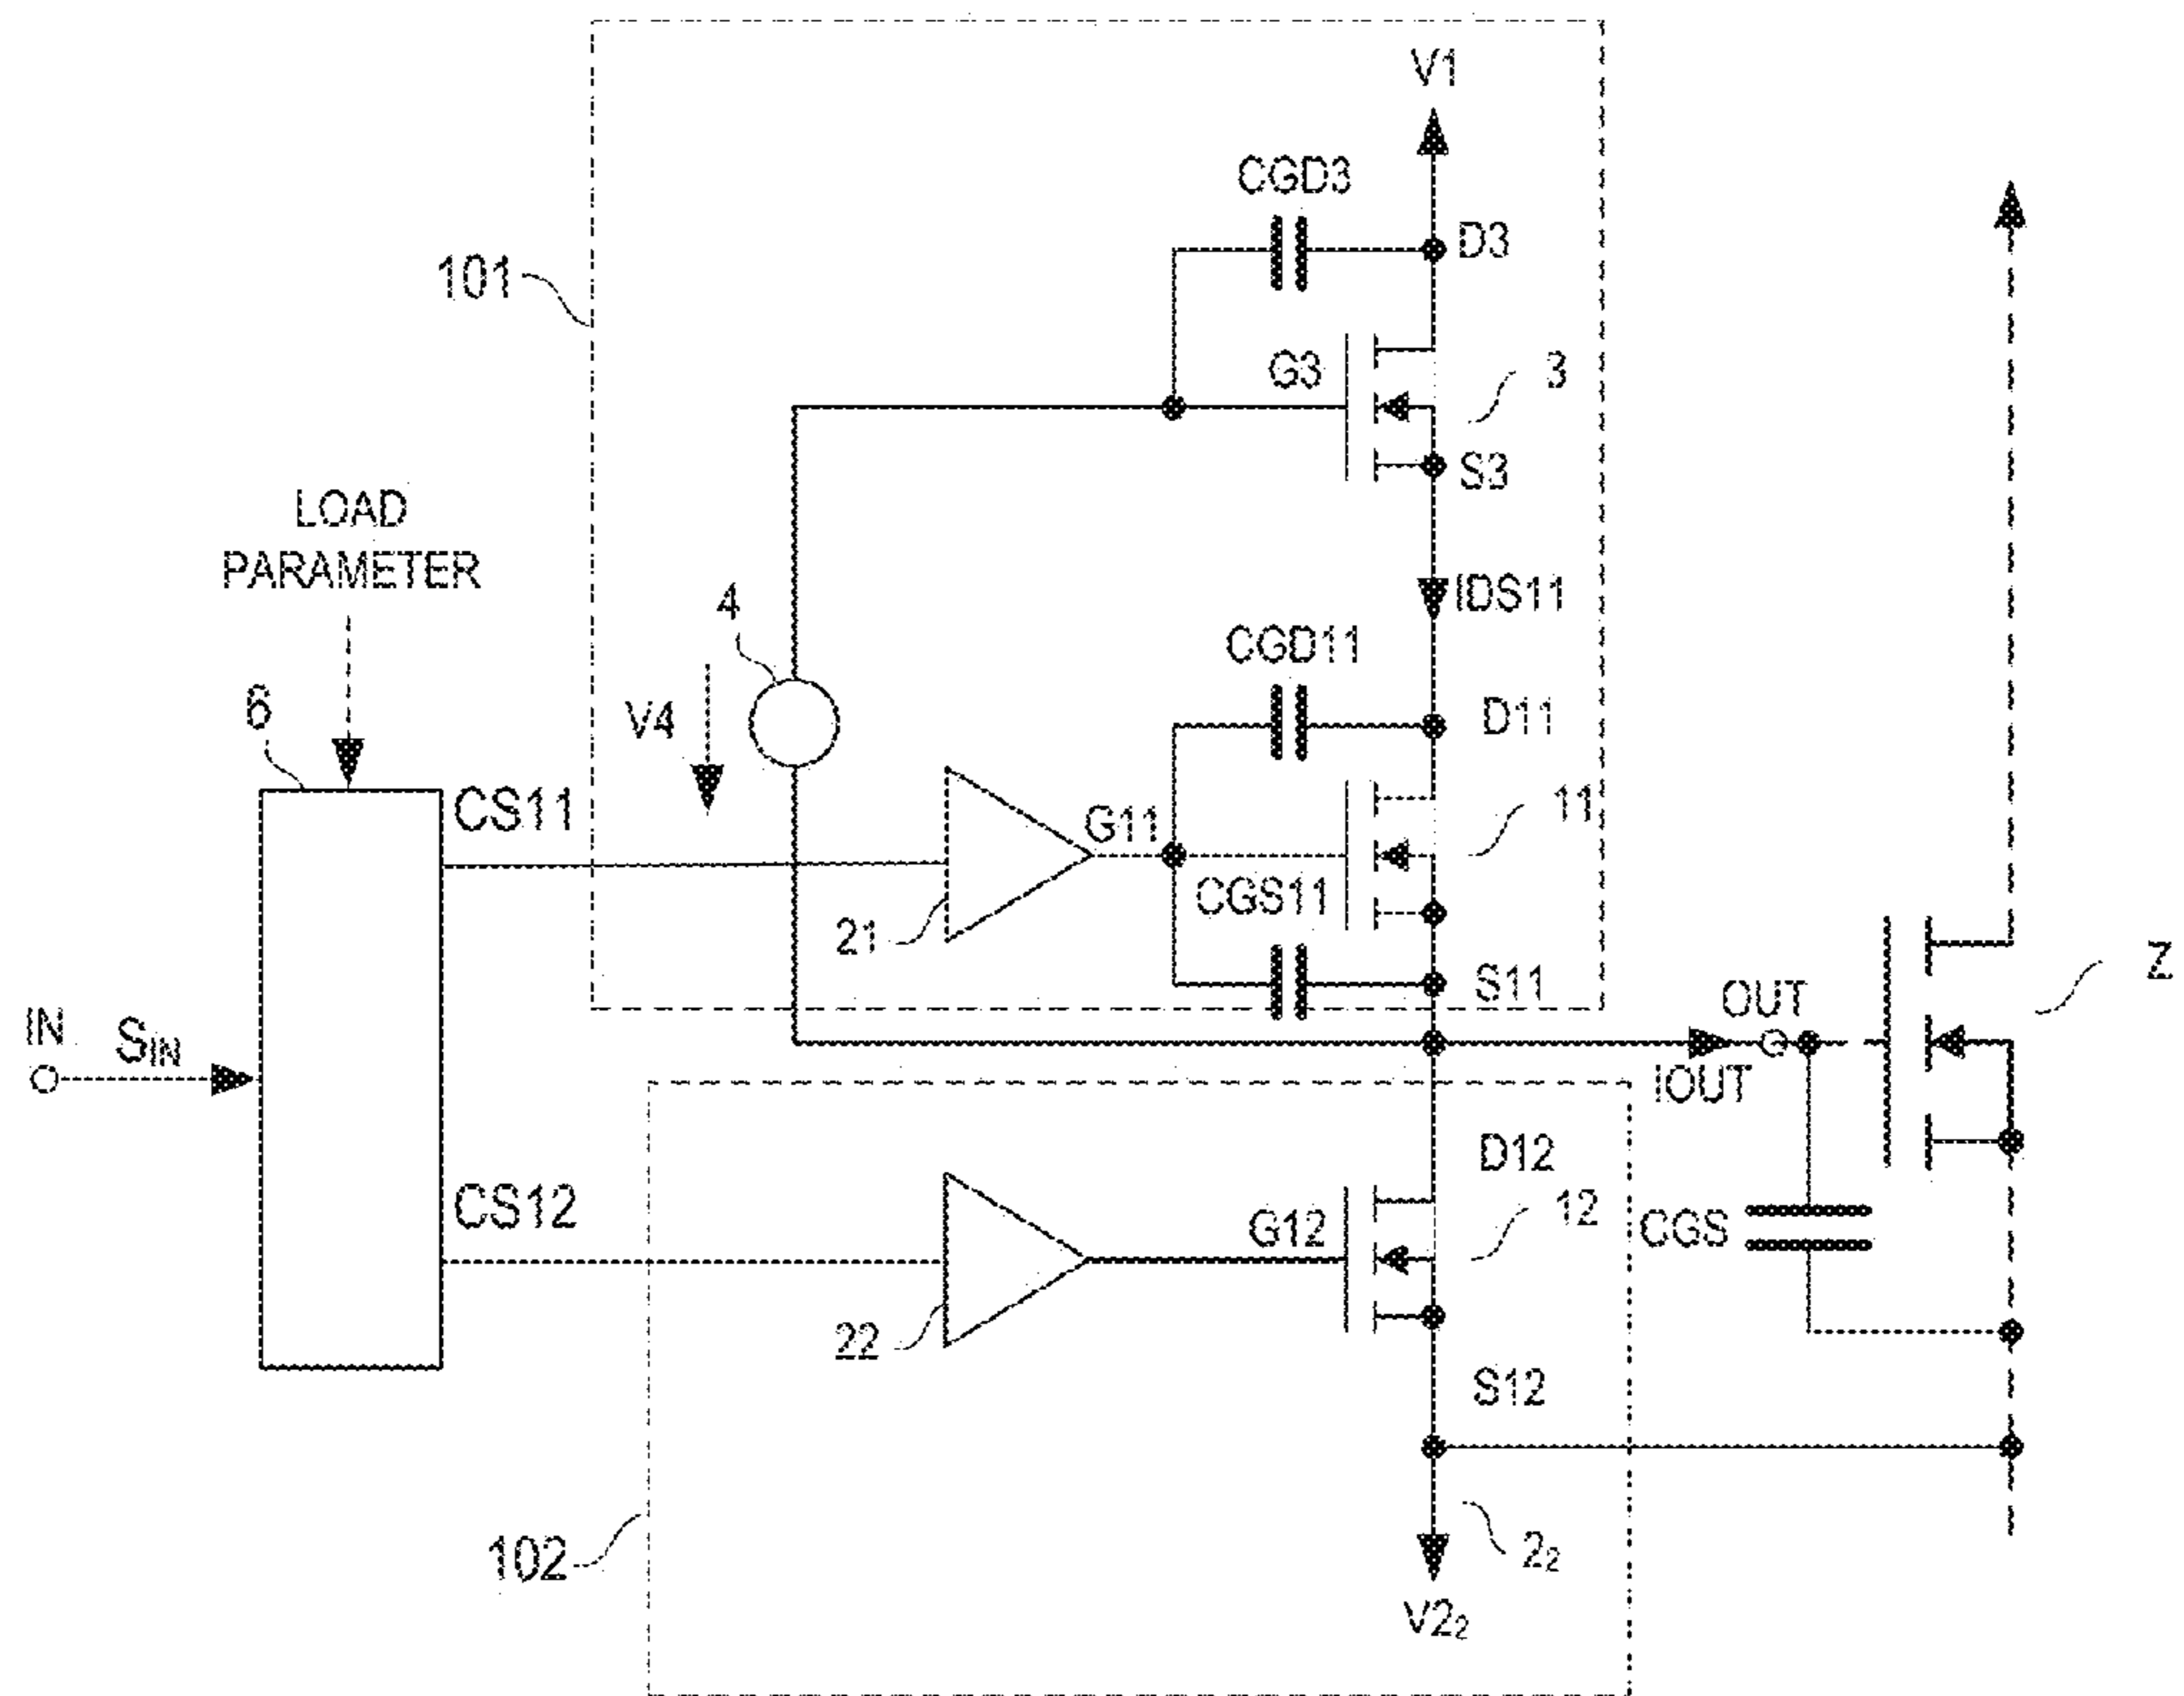 V1
CGD3
D3
101
G3
3
S3
LOAD
PARAMETER
IDS11
4
CGD11
6
V4
D11
CS11
G11
11
CGS11
21
S11
Z
IN
SIN
OUT
IOUT
D12
CS12
G12
12
CGS
22
S12
102
22
V22